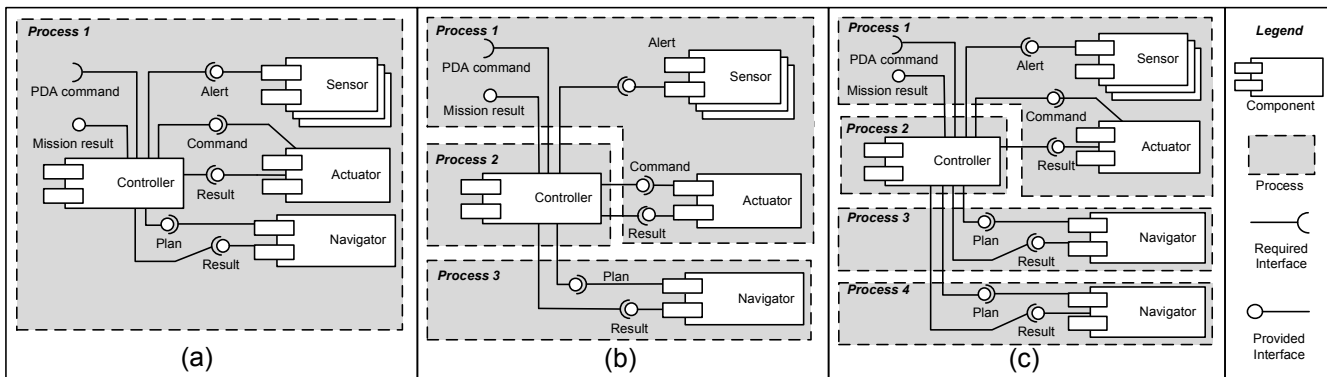 Process 1
PDA command
Mission result
Alert
Sensor
Command
Controller
Result
Actuator
Plan
Result
Navigator
(a)
Process 1
PDA command
Mission result
Alert
Sensor
Process 2
Controller
Command
Result
Actuator
Process 3
Plan
Result
Navigator
(b)
Process 1
PDA command
Mission result
Alert
Sensor
Command
Process 2
Controller
Result
Actuator
Process 3
Plan
Result
Navigator
Process 4
Plan
Result
Navigator
(c)
Legend
Component
Process
Required
Interface
Provided
Interface